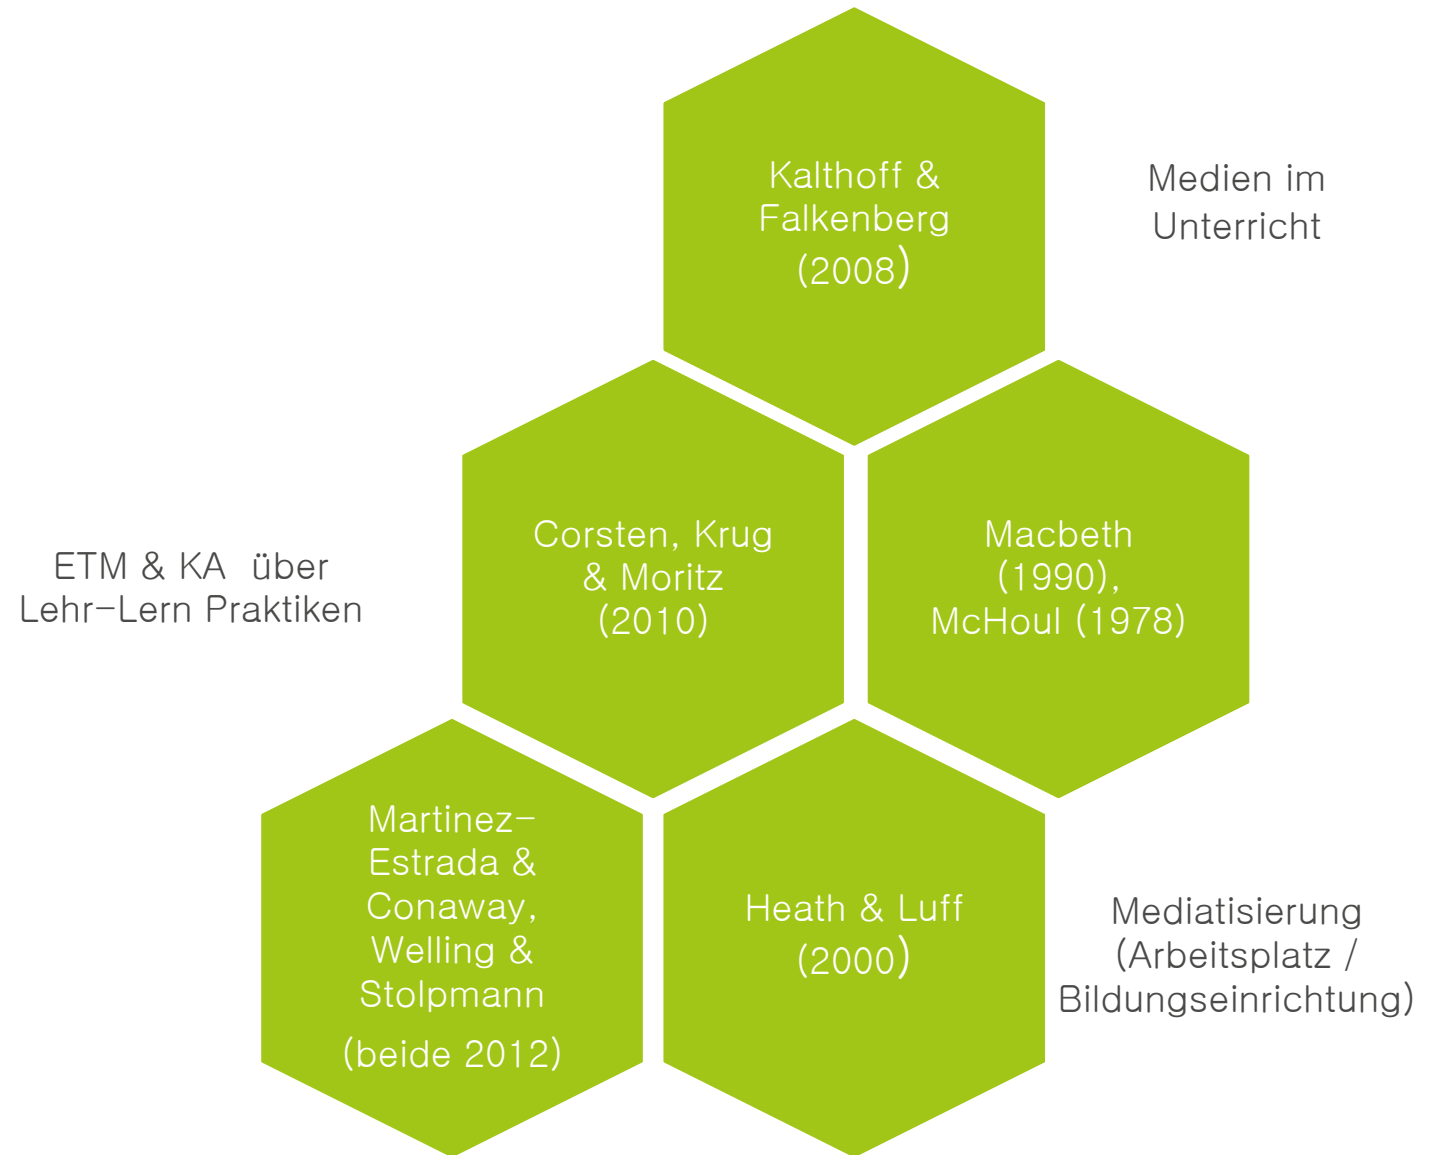 Kalthoff &
Falkenberg
(2008)
Medien im
Unterricht
ETM & KA  über
Lehr-Lern Praktiken
Corsten, Krug
& Moritz
(2010)
Macbeth
(1990),
McHoul (1978)
Martinez-
Estrada &
Conaway,
Welling &
Stolpmann
(beide 2012)
Heath & Luff
(2000)
Mediatisierung
(Arbeitsplatz /
Bildungseinrichtung)